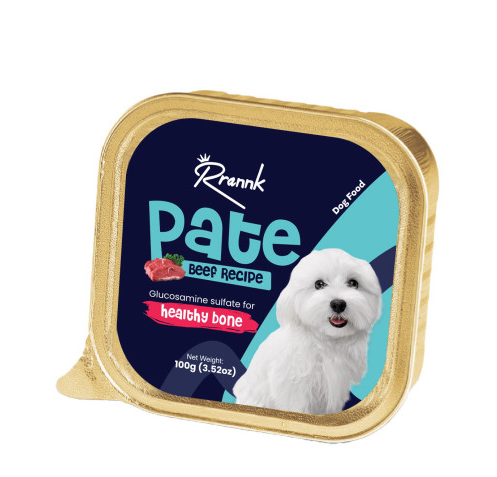 Rrannk
Dog Food
Pate
Beef Recipe
Glucosamine sulfate for
healthy bone
Net Weight:
100g (3.52oz)